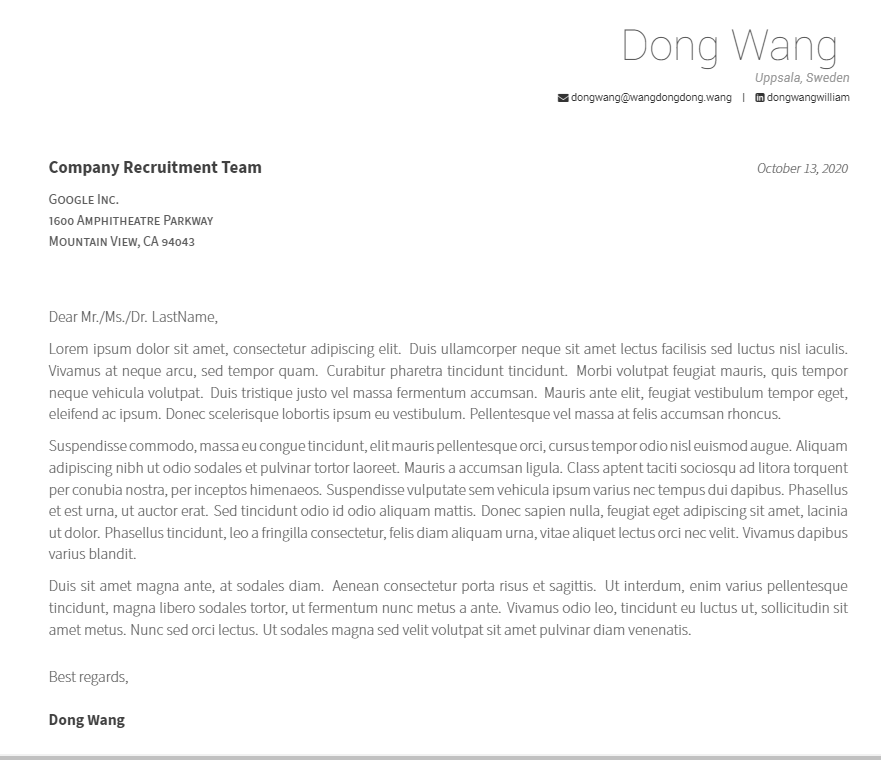 Dong Wang
Uppsala, Sweden
dongwang@wangdongdong.wang | dongwangwilliam
Company Recruitment Team
October 13, 2020
Google Inc.
1600 Amphitheatre Parkway
Mountain View, CA 94043
Dear Mr./Ms./Dr. LastName,
Lorem ipsum dolor sit amet, consectetur adipiscing elit. Duis ullamcorper neque sit amet lectus facilisis sed luctus nisl iaculis.
Vivamus at neque arcu, sed tempor quam. Curabitur pharetra tincidunt tincidunt. Morbi volutpat feugiat mauris, quis tempor
neque vehicula volutpat. Duis tristique justo vel massa fermentum accumsan. Mauris ante elit, feugiat vestibulum tempor eget,
eleifend ac ipsum. Donec scelerisque lobortis ipsum eu vestibulum. Pellentesque vel massa at felis accumsan rhoncus.
Suspendisse commodo, massa eu congue tincidunt, elit mauris pellentesque orci, cursus tempor odio nisl euismod augue. Aliquam
adipiscing nibh ut odio sodales et pulvinar tortor laoreet. Mauris a accumsan ligula. Class aptent taciti sociosqu ad litora torquent
per conubia nostra, per inceptos himenaeos. Suspendisse vulputate sem vehicula ipsum varius nec tempus dui dapibus. Phasellus
et est urna, ut auctor erat. Sed tincidunt odio id odio aliquam mattis. Donec sapien nulla, feugiat eget adipiscing sit amet, lacinia
ut dolor. Phasellus tincidunt, leo a fringilla consectetur, felis diam aliquam urna, vitae aliquet lectus orci nec velit. Vivamus dapibus
varius blandit.
Duis sit amet magna ante, at sodales diam. Aenean consectetur porta risus et sagittis. Ut interdum, enim varius pellentesque
tincidunt, magna libero sodales tortor, ut fermentum nunc metus a ante. Vivamus odio leo, tincidunt eu luctus ut, sollicitudin sit
amet metus. Nunc sed orci lectus. Ut sodales magna sed velit volutpat sit amet pulvinar diam venenatis.
Best regards,
Dong Wang